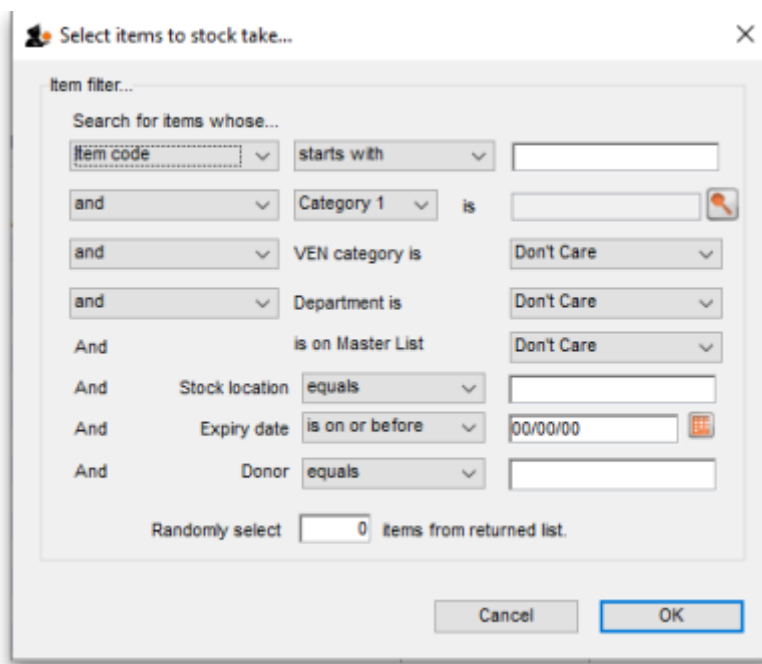 Select items to stock take...
Item filter...
Search for items whose...
Item code starts with
and Category 1 is
and VEN category is Don't Care
and Department is Don't Care
And is on Master List Don't Care
And Stock location equals
And Expiry date is on or before 00/00/00
And Donor equals
Randomly select 0 items from returned list.
Cancel OK